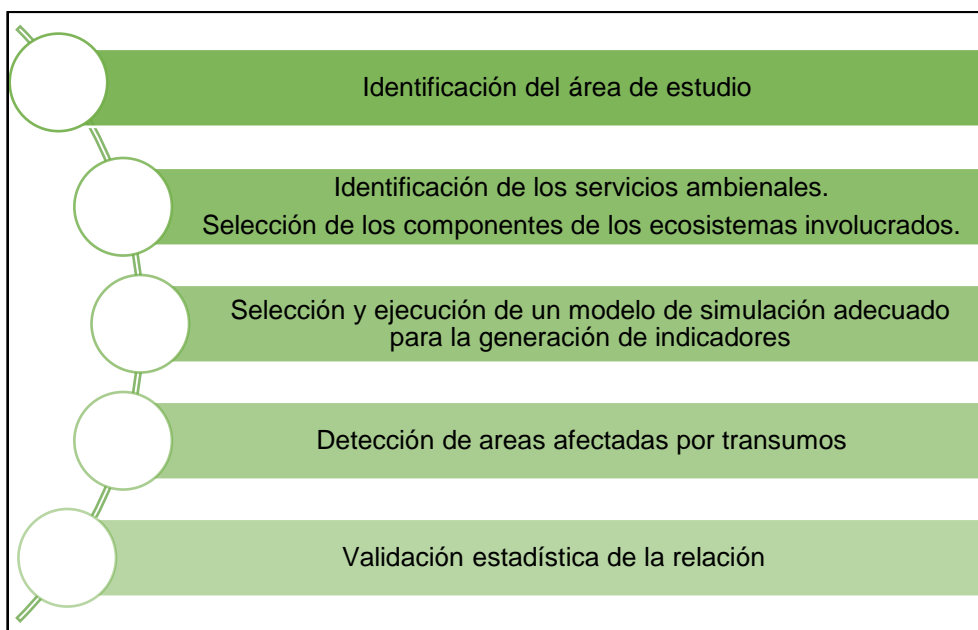 Identificación del área de estudio
Identificación de los servicios ambienales.
Selección de los componentes de los ecosistemas involucrados.
Selección y ejecución de un modelo de simulación adecuado
para la generación de indicadores
Detección de areas afectadas por transumos
Validación estadística de la relación